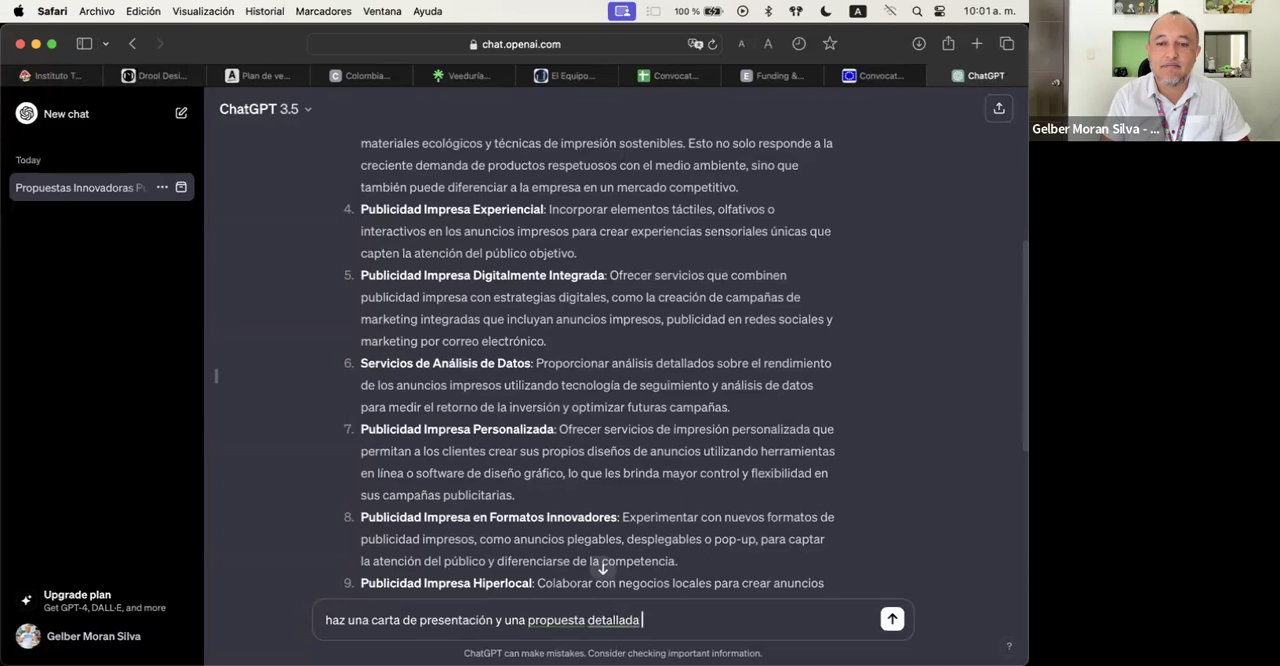 Safari Archivo Edición Visualización Historial Marcadores Ventana Ayuda 100 % A 10:01 a. m.
chat.openai.com A A
Instituto T... Drool Desi... A Plan de ve... C Colombia... Veeduría... El Equipo... Convocat... E Funding &... Convocat... ChatGPT
New chat
Today
Propuestas Innovadoras Pu
Upgrade plan
Get GPT-4, DALL·E, and more
Gelber Moran Silva
ChatGPT 3.5
materiales ecológicos y técnicas de impresión sostenibles. Esto no solo responde a la
creciente demanda de productos respetuosos con el medio ambiente, sino que
también puede diferenciar a la empresa en un mercado competitivo.
4. Publicidad Impresa Experiencial: Incorporar elementos táctiles, olfativos o
interactivos en los anuncios impresos para crear experiencias sensoriales únicas que
capten la atención del público objetivo.
5. Publicidad Impresa Digitalmente Integrada: Ofrecer servicios que combinen
publicidad impresa con estrategias digitales, como la creación de campañas de
marketing integradas que incluyan anuncios impresos, publicidad en redes sociales y
marketing por correo electrónico.
6. Servicios de Análisis de Datos: Proporcionar análisis detallados sobre el rendimiento
de los anuncios impresos utilizando tecnología de seguimiento y análisis de datos
para medir el retorno de la inversión y optimizar futuras campañas.
7. Publicidad Impresa Personalizada: Ofrecer servicios de impresión personalizada que
permitan a los clientes crear sus propios diseños de anuncios utilizando herramientas
en línea o software de diseño gráfico, lo que les brinda mayor control y flexibilidad en
sus campañas publicitarias.
8. Publicidad Impresa en Formatos Innovadores: Experimentar con nuevos formatos de
publicidad impresos, como anuncios plegables, desplegables o pop-up, para captar
la atención del público y diferenciarse de la competencia.
9. Publicidad Impresa Hiperlocal: Colaborar con negocios locales para crear anuncios
haz una carta de presentación y una propuesta detallada
ChatGPT can make mistakes. Consider checking important information.
?
Gelber Moran Silva - ...